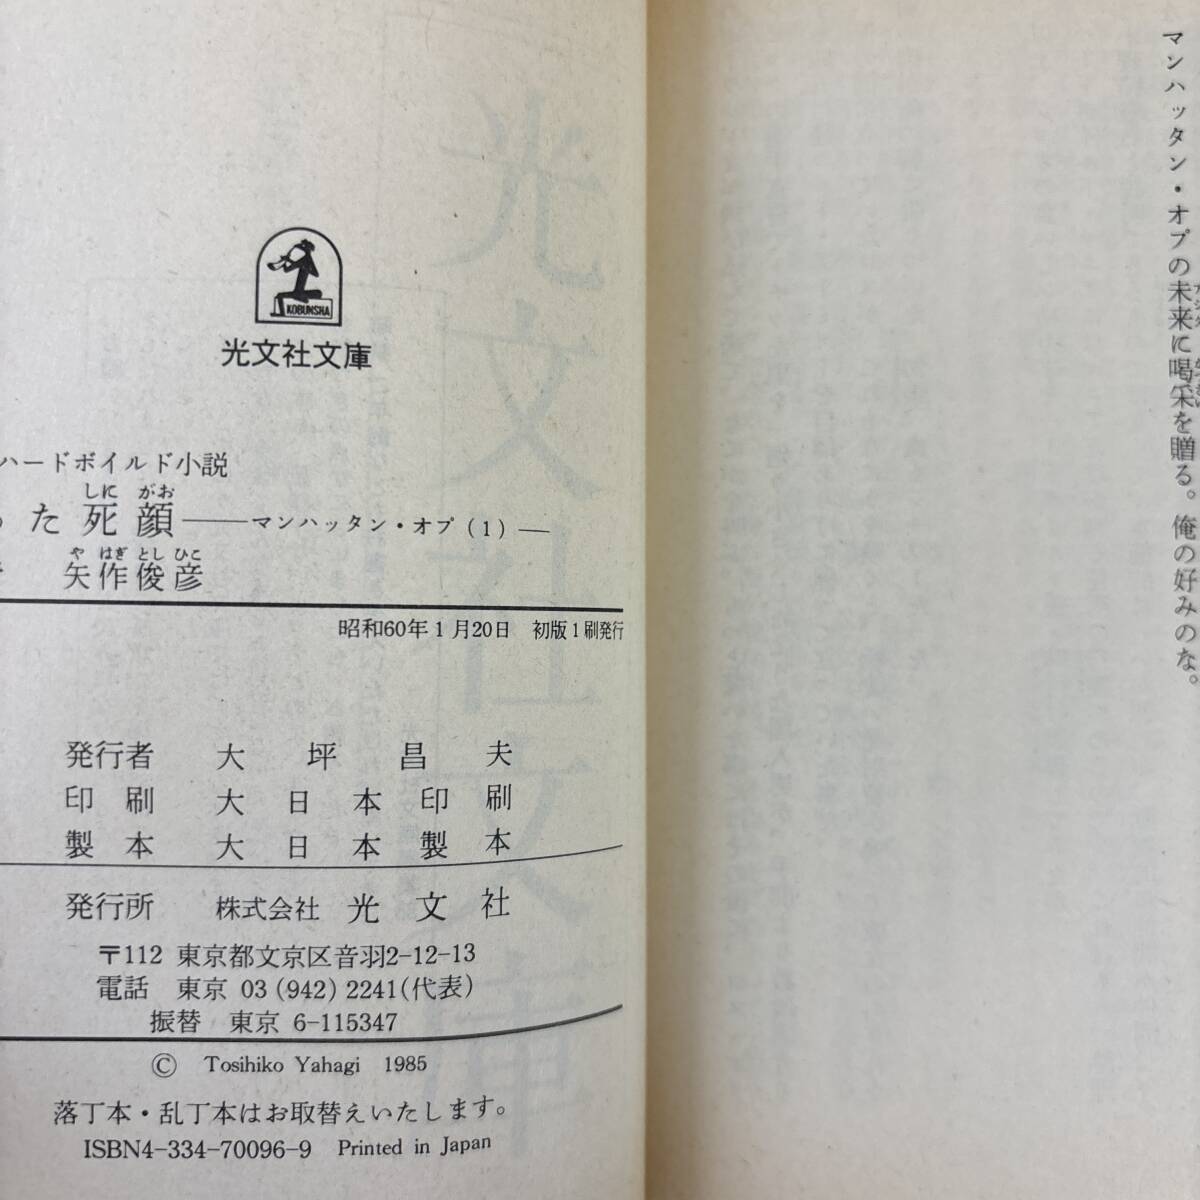 マンハッタン・オプの未来に喝采を贈る。俺の好みのな。
KOBUNSHA
光文社文庫
ハードボイルド小説
った死顔――マンハッタン・オプ(1)―
しに がお
矢作俊彦
や はぎ とし ひこ
昭和60年1月20日 初版1刷発行
発行者 大坪昌夫
印刷 大日本印刷
製本 大日本製本
発行所 株式会社 光文社
〒112 東京都文京区音羽2-12-13
電話 東京 03(942)2241(代表)
振替 東京 6-115347
© Tosihiko Yahagi 1985
落丁本・乱丁本はお取替えいたします。
ISBN4-334-70096-9 Printed in Japan